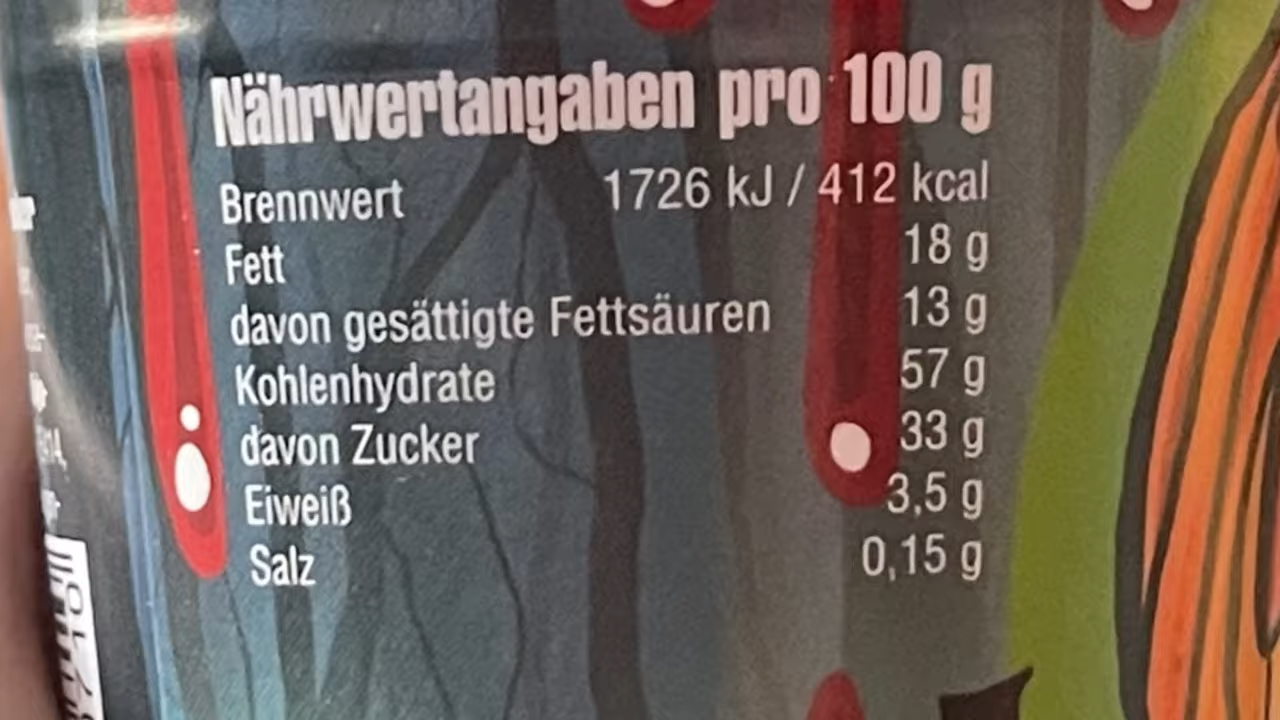 Nährwertangaben pro 100 g
Brennwert 1726 kJ / 412 kcal
Fett 18 g
davon gesättigte Fettsäuren 13 g
Kohlenhydrate 57 g
davon Zucker 33 g
Eiweiß 3,5 g
Salz 0,15 g